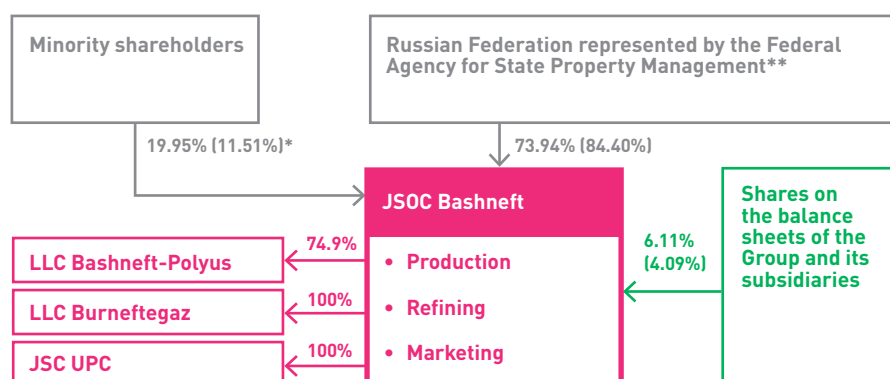 Minority shareholders
Russian Federation represented by the Federal
Agency for State Property Management**
19.95% (11.51%)*
73.94% (84.40%)
JSOC Bashneft
• Production
• Refining
• Marketing
74.9%
LLC Bashneft-Polyus
100%
LLC Burneftegaz
100%
JSC UPC
6.11%
(4.09%)
Shares on
the balance
sheets of the
Group and its
subsidiaries